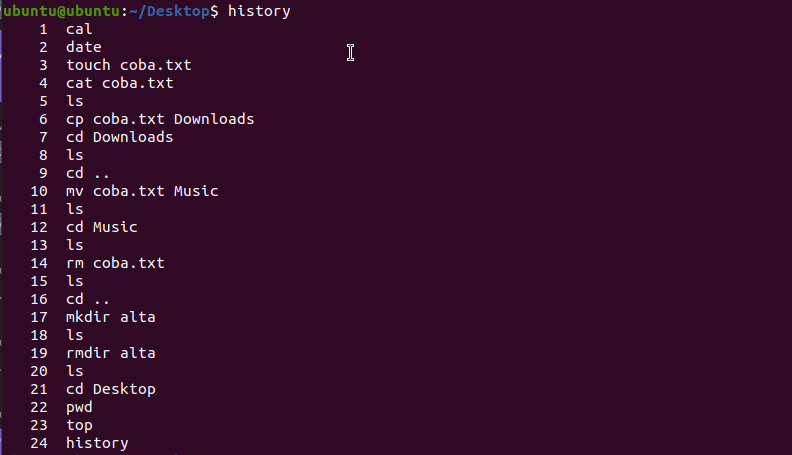 ubuntu@ubuntu:~/Desktop$ history
1 cal
2 date
3 touch coba.txt
4 cat coba.txt
5 ls
6 cp coba.txt Downloads
7 cd Downloads
8 ls
9 cd ..
10 mv coba.txt Music
11 ls
12 cd Music
13 ls
14 rm coba.txt
15 ls
16 cd ..
17 mkdir alta
18 ls
19 rmdir alta
20 ls
21 cd Desktop
22 pwd
23 top
24 history